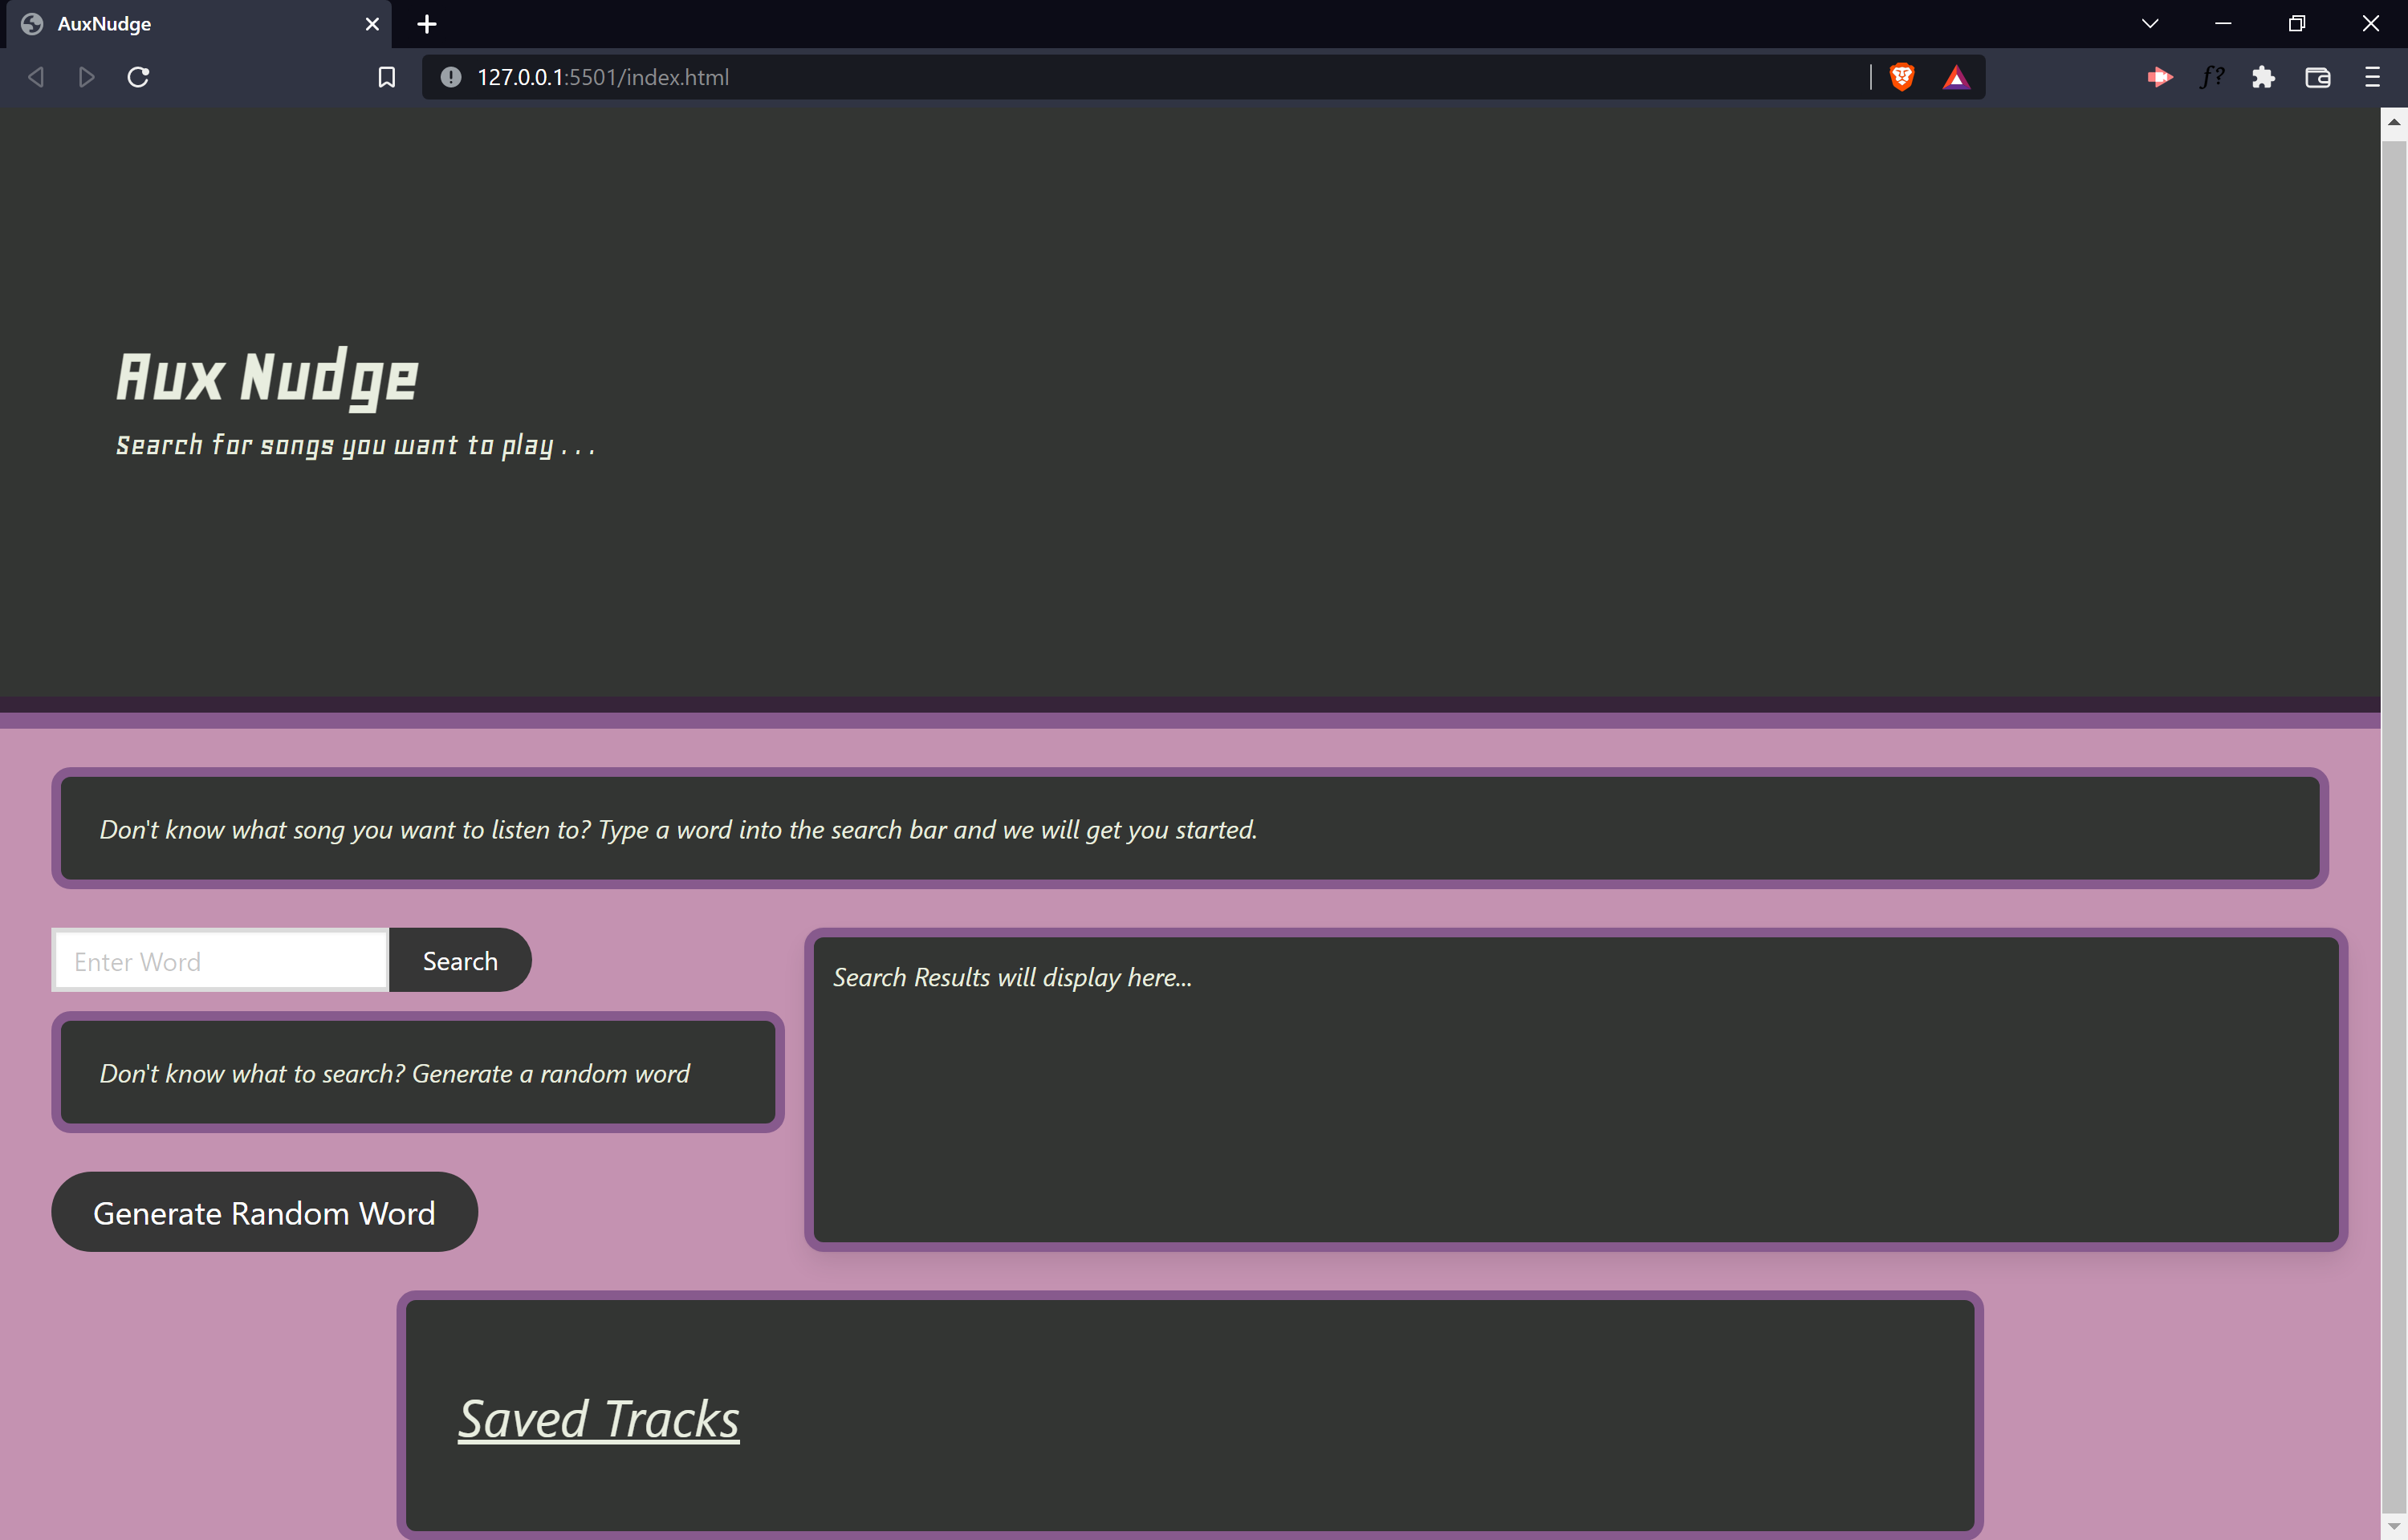 AuxNudge
127.0.0.1:5501/index.html
f?
Aux Nudge
Search for songs you want to play . . .
Don't know what song you want to listen to? Type a word into the search bar and we will get you started.
Enter Word
Search
Search Results will display here...
Don't know what to search? Generate a random word
Generate Random Word
Saved Tracks